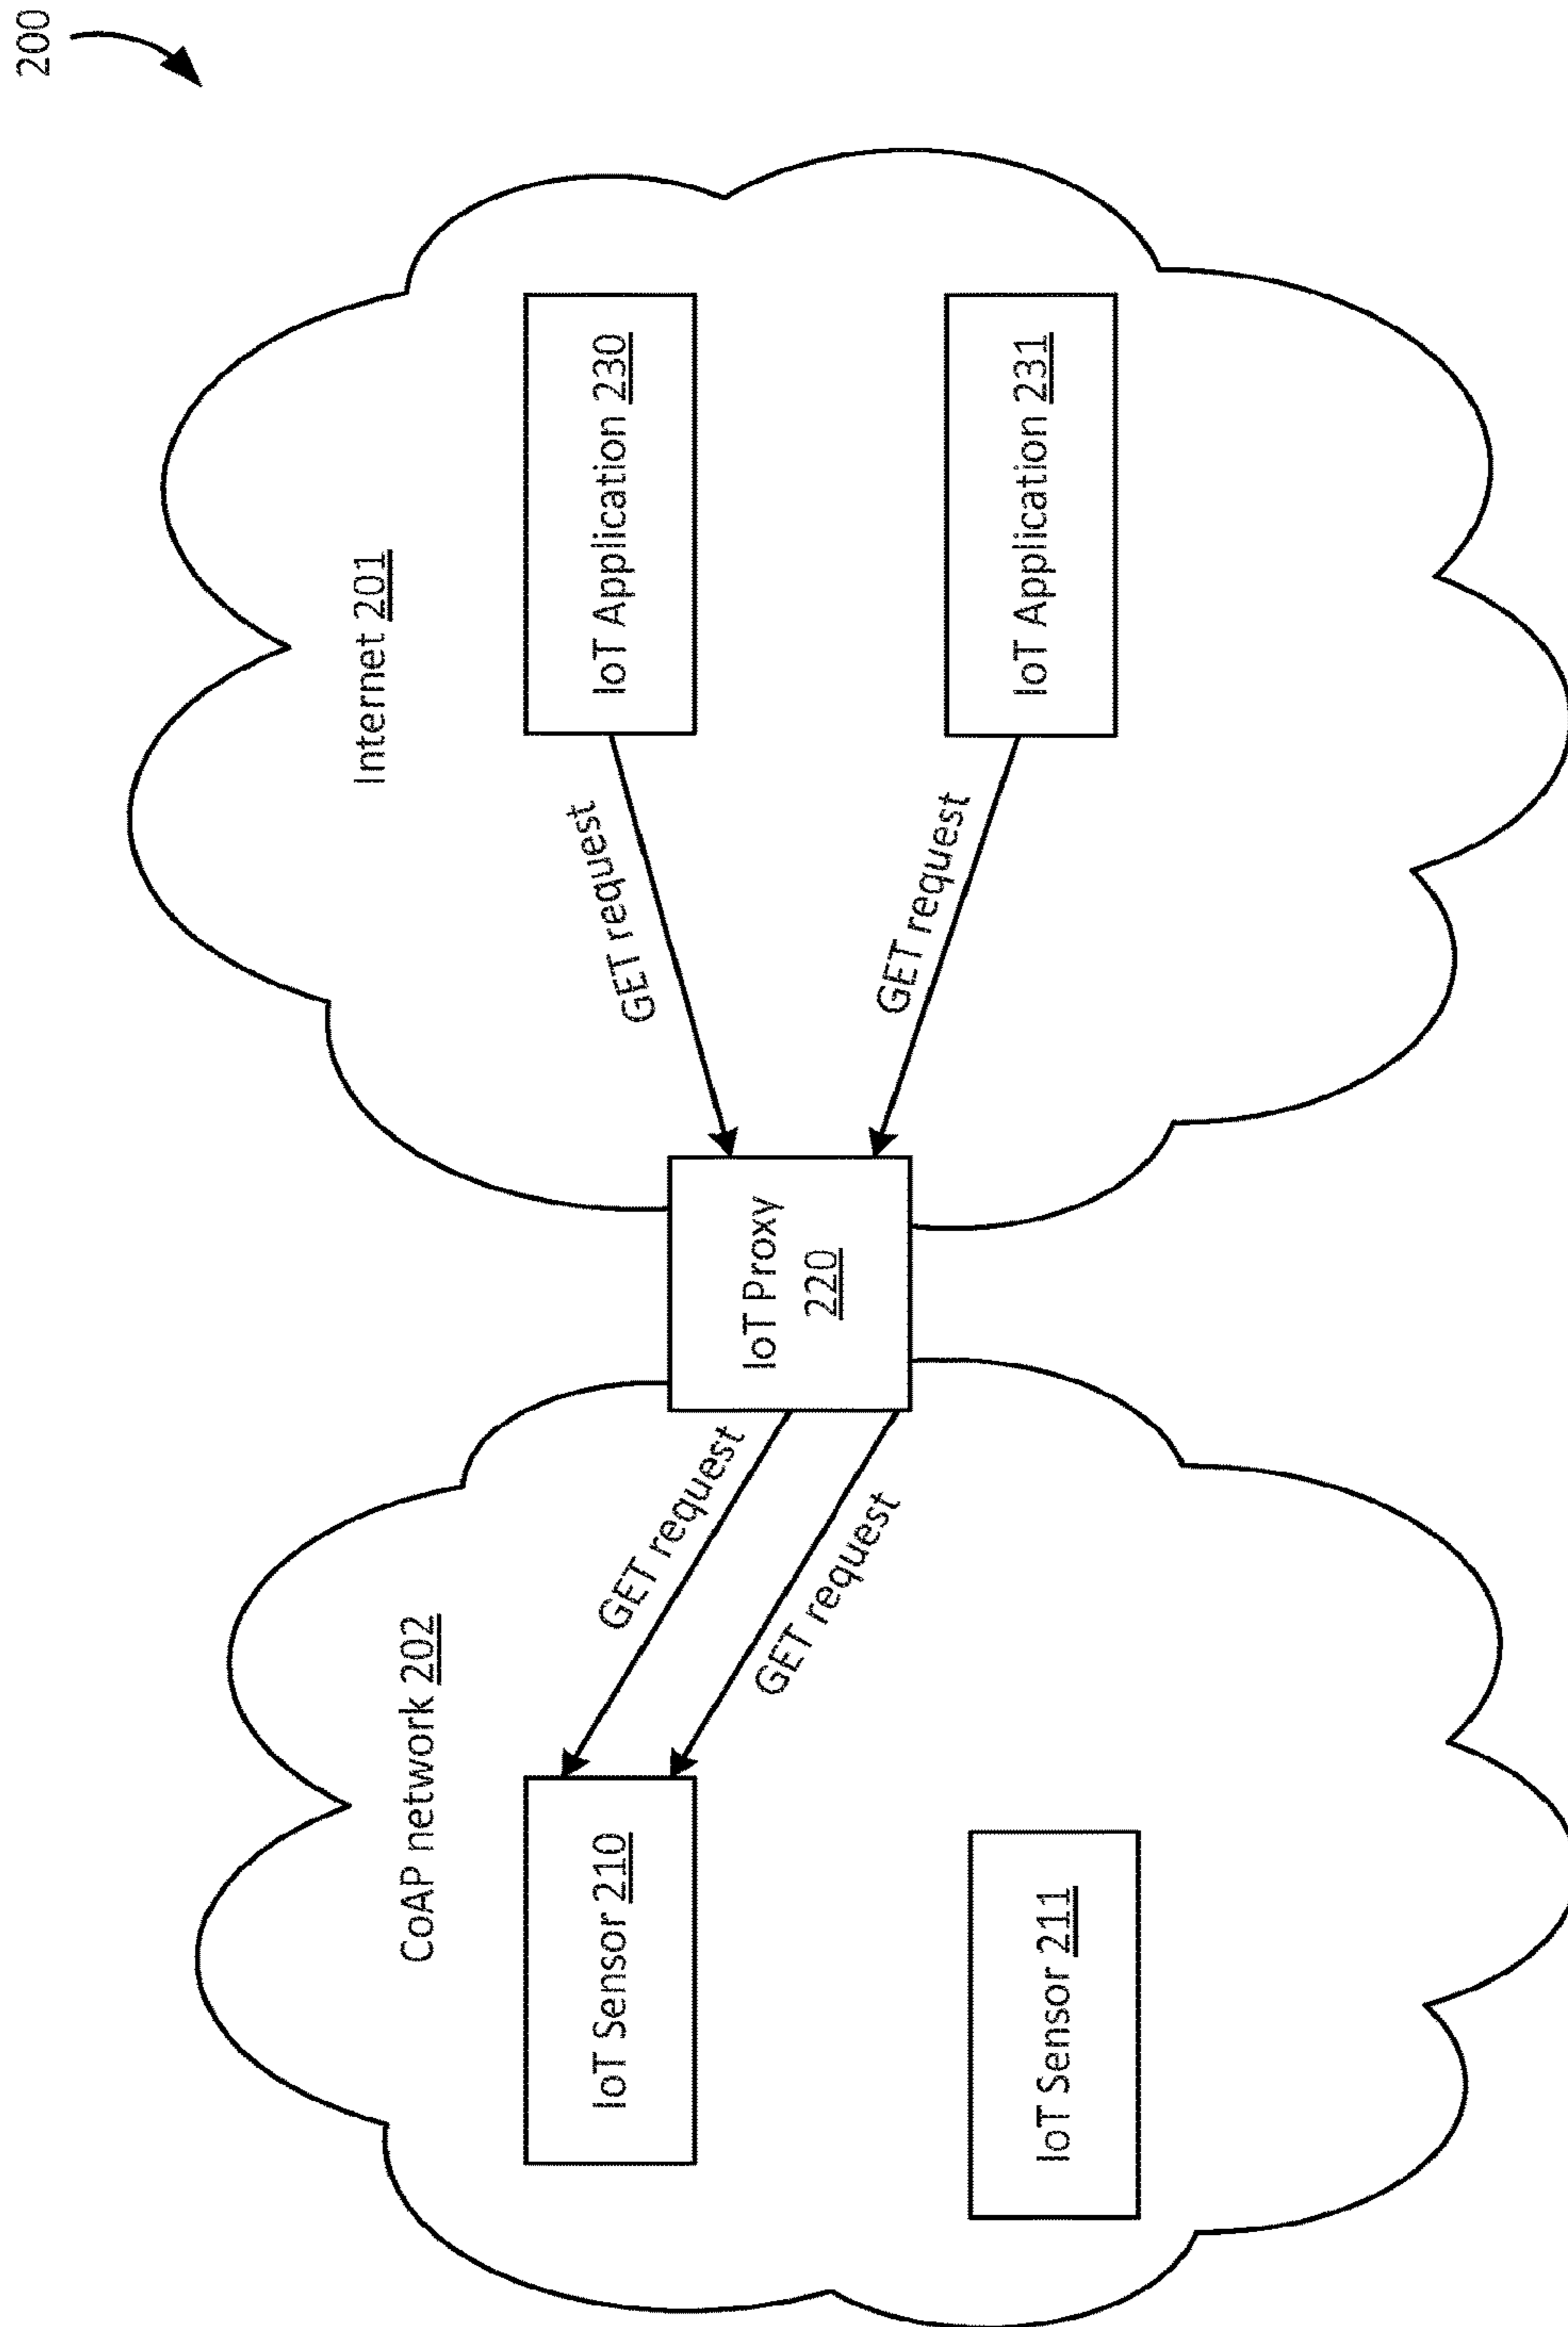 200
CoAP network 202
Internet 201
IoT Sensor 210
GET request
GET request
IoT Proxy
220
GET request
IoT Application 230
GET request
IoT Sensor 211
IoT Application 231